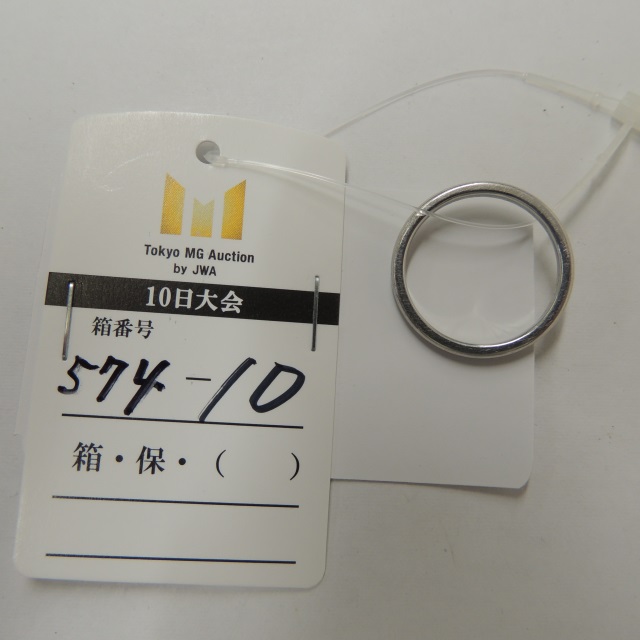 Tokyo MG Auction
by JWA
10日大会
箱番号
574-10
箱・保・(　　)